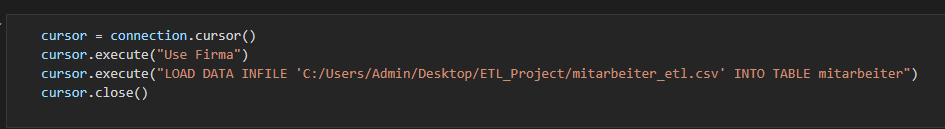 cursor = connection.cursor()
cursor.execute("Use Firma")
cursor.execute("LOAD DATA INFILE 'C:/Users/Admin/Desktop/ETL_Project/mitarbeiter_etl.csv' INTO TABLE mitarbeiter")
cursor.close()